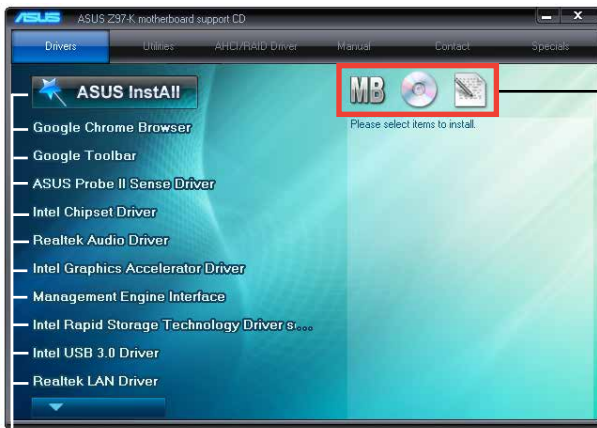 ASUS ASUS Z97-K motherboard support CD
Drivers Utilities AHCI/RAID Driver Manual Contact Specials
ASUS InstAll
MB
Please select items to install.
Google Chrome Browser
Google Toolbar
ASUS Probe II Sense Driver
Intel Chipset Driver
Realtek Audio Driver
Intel Graphics Accelerator Driver
Management Engine Interface
Intel Rapid Storage Technology Driver s...
Intel USB 3.0 Driver
Realtek LAN Driver